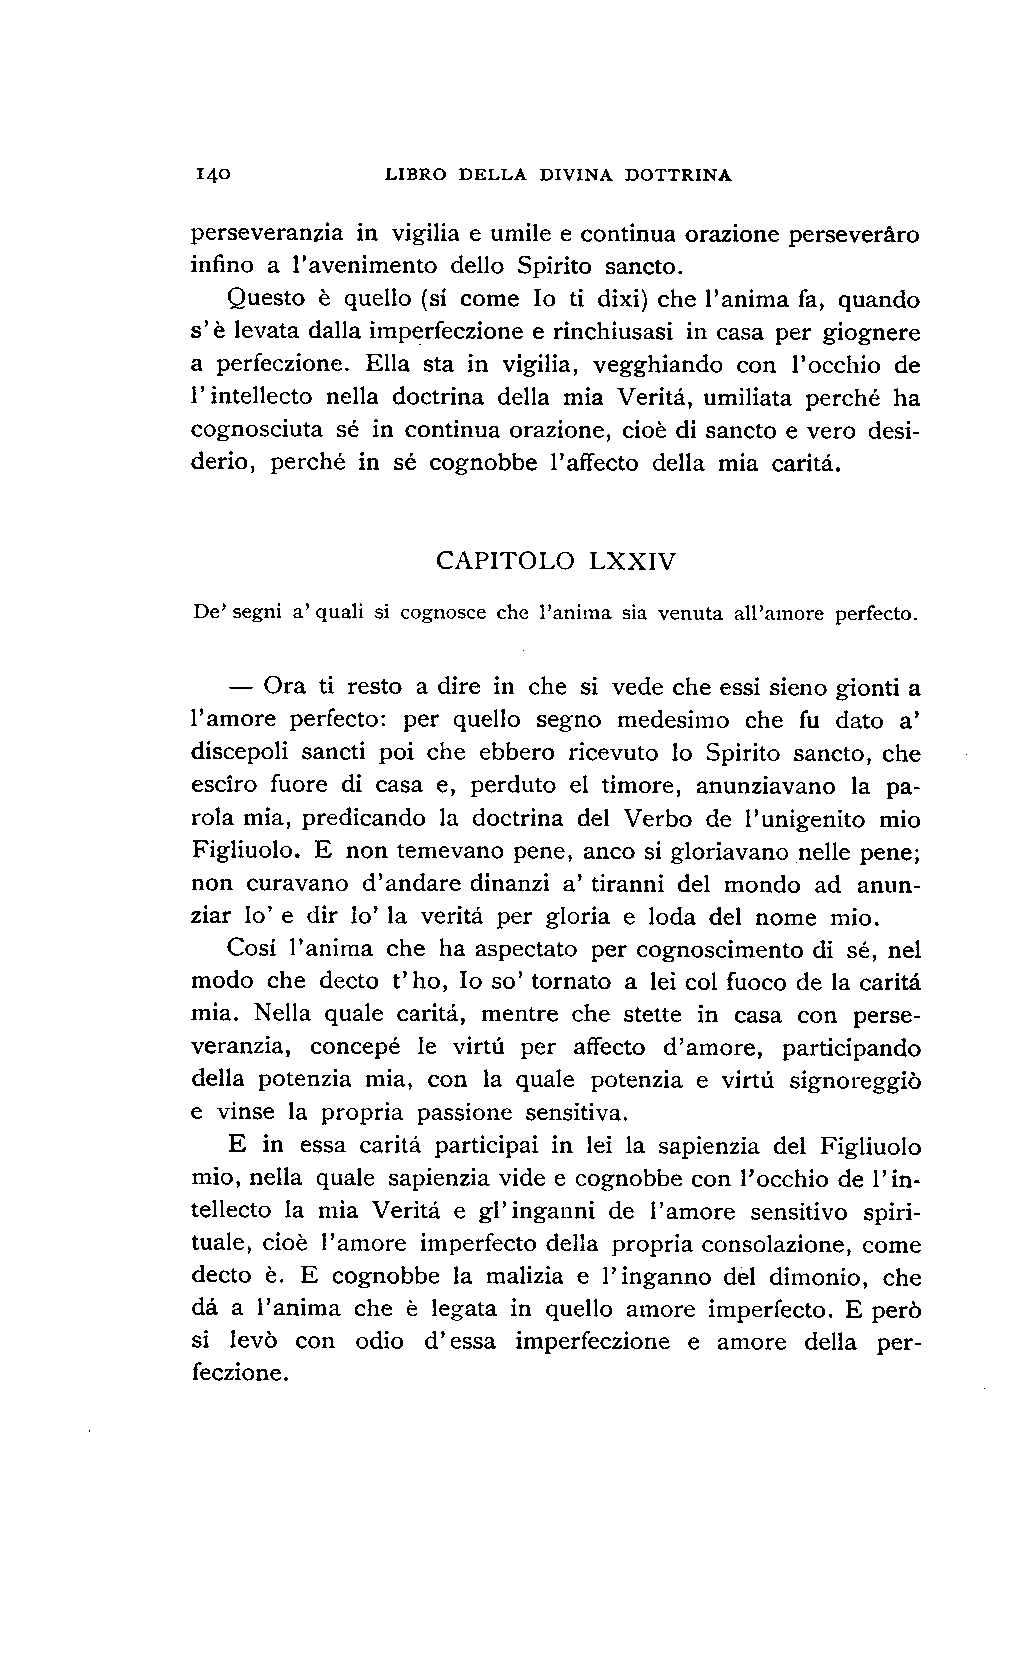 140 LIBRO DELLA DIVINA DOTTRINA
perseveranzia in vigilia e umile e continua orazione perseverâro
infino a l'avenimento dello Spirito sancto.
Questo è quello (sí come Io ti dixi) che l'anima fa, quando
s'è levata dalla imperfeczione e rinchiusasi in casa per giognere
a perfeczione. Ella sta in vigilia, vegghiando con l'occhio de
l'intellecto nella doctrina della mia Veritá, umiliata perché ha
cognosciuta sé in continua orazione, cioè di sancto e vero desi-
derio, perché in sé cognobbe l'affecto della mia caritá.
CAPITOLO LXXIV
De' segni a' quali si cognosce che l'anima sia venuta all'amore perfecto.
— Ora ti resto a dire in che si vede che essi sieno gionti a
l'amore perfecto: per quello segno medesimo che fu dato a'
discepoli sancti poi che ebbero ricevuto lo Spirito sancto, che
escîro fuore di casa e, perduto el timore, anunziavano la pa-
rola mia, predicando la doctrina del Verbo de l'unigenito mio
Figliuolo. E non temevano pene, anco si gloriavano nelle pene;
non curavano d'andare dinanzi a' tiranni del mondo ad anun-
ziar lo' e dir lo' la veritá per gloria e loda del nome mio.
Cosí l'anima che ha aspectato per cognoscimento di sé, nel
modo che decto t'ho, Io so' tornato a lei col fuoco de la caritá
mia. Nella quale caritá, mentre che stette in casa con perse-
veranzia, concepé le virtú per affecto d'amore, participando
della potenzia mia, con la quale potenzia e virtú signoreggiò
e vinse la propria passione sensitiva.
E in essa caritá participai in lei la sapienzia del Figliuolo
mio, nella quale sapienzia vide e cognobbe con l'occhio de l'in-
tellecto la mia Veritá e gl'inganni de l'amore sensitivo spiri-
tuale, cioè l'amore imperfecto della propria consolazione, come
decto è. E cognobbe la malizia e l'inganno del dimonio, che
dá a l'anima che è legata in quello amore imperfecto. E però
si levò con odio d'essa imperfeczione e amore della per-
feczione.